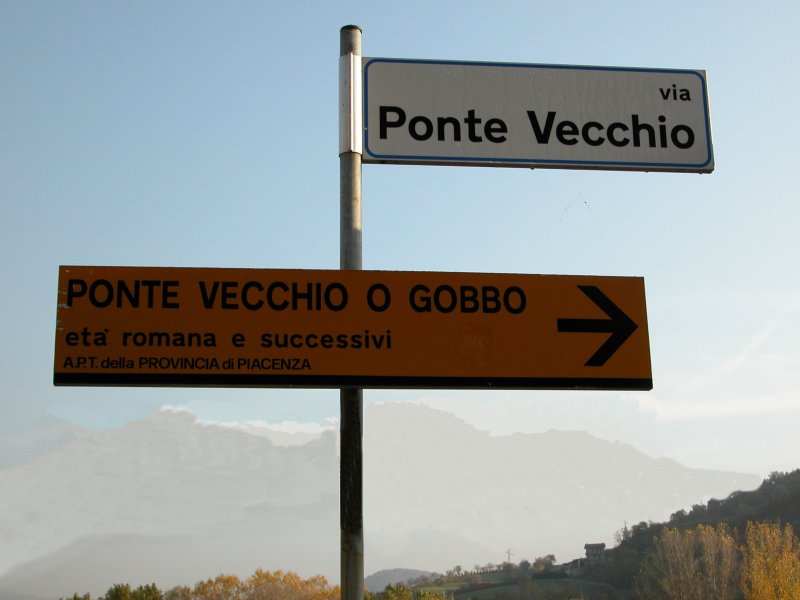 via
Ponte Vecchio
PONTE VECCHIO O GOBBO
età romana e successivi
A.P.T. della PROVINCIA di PIACENZA